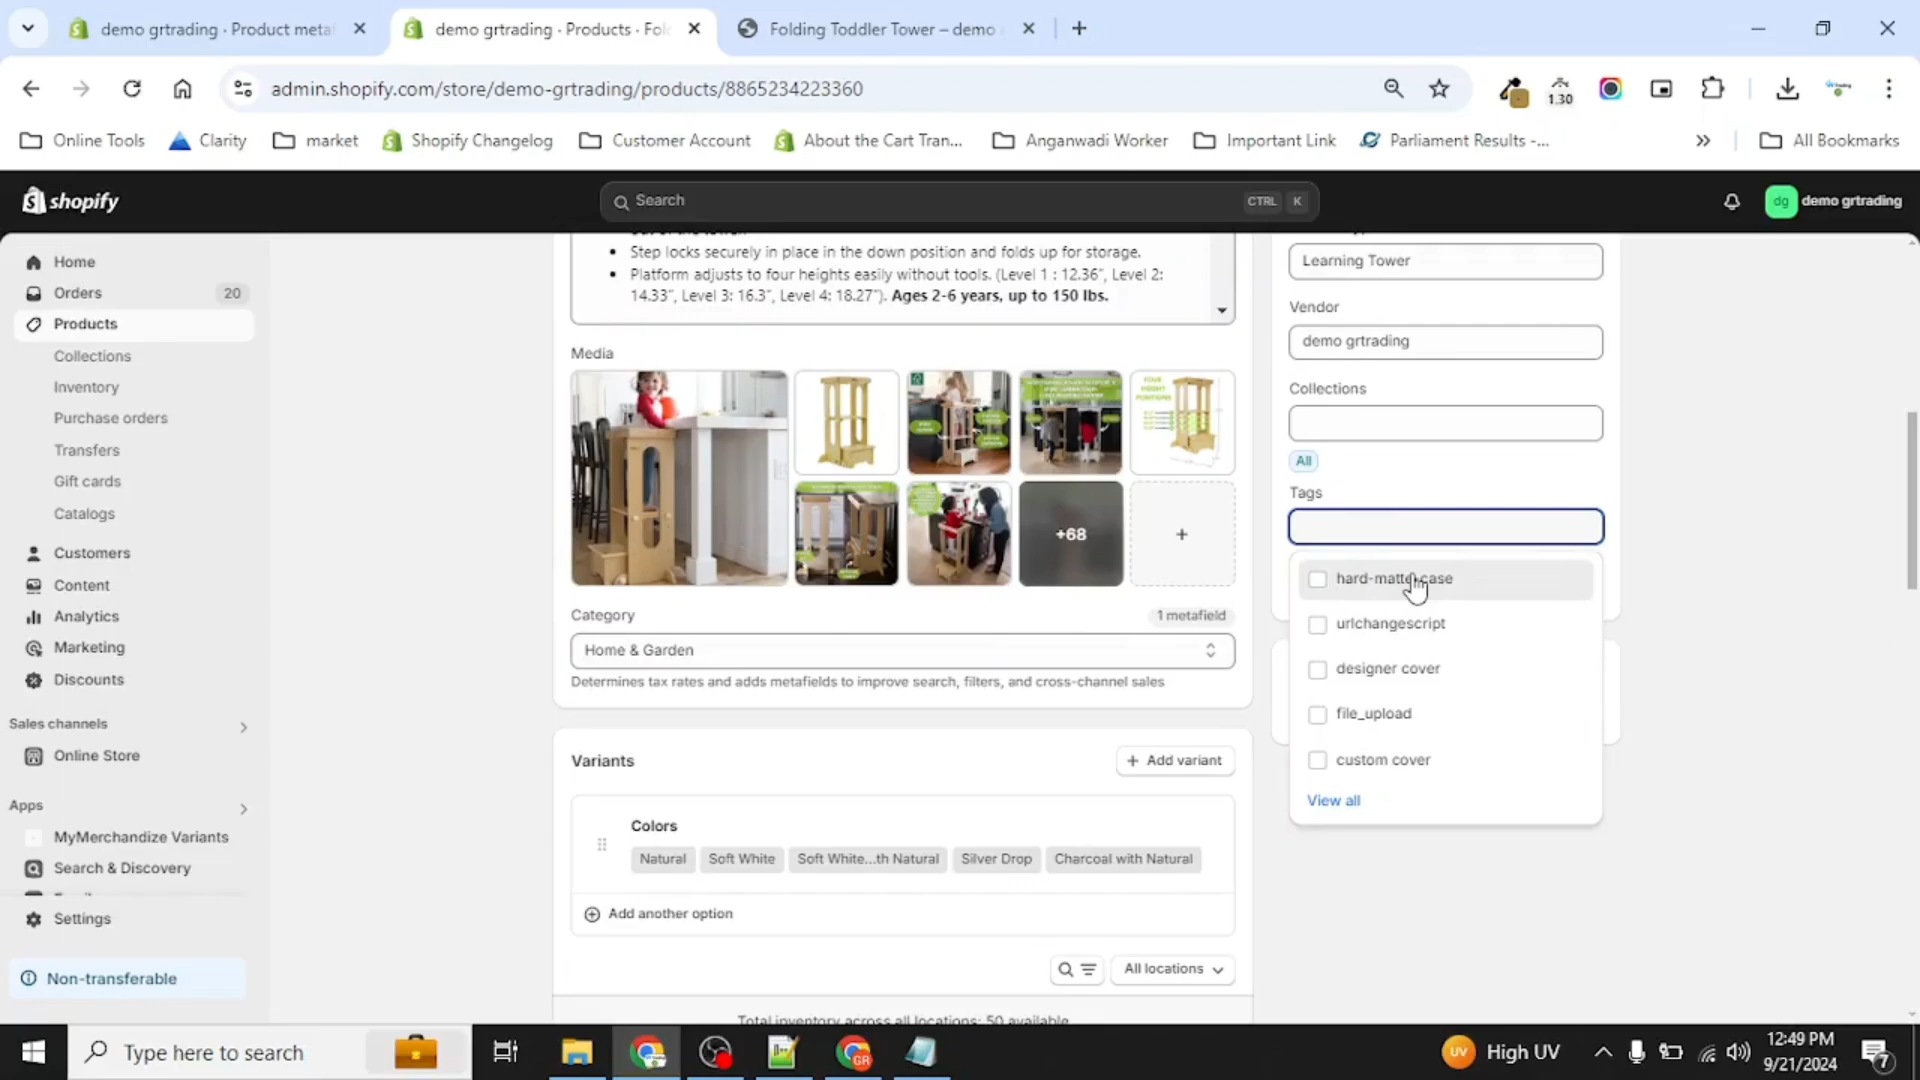 demo grtrading · Product meta
demo grtrading · Products · Fol
Folding Toddler Tower – demo
admin.shopify.com/store/demo-grtrading/products/8865234223360
1.30
Online Tools
Clarity
market
Shopify Changelog
Customer Account
About the Cart Tran...
Anganwadi Worker
Important Link
Parliament Results -...
All Bookmarks
shopify
Search
CTRL K
dg
demo grtrading
Home
Orders
20
Products
Collections
Inventory
Purchase orders
Transfers
Gift cards
Catalogs
Customers
Content
Analytics
Marketing
Discounts
Sales channels
Online Store
Apps
MyMerchandize Variants
Search & Discovery
Settings
Non-transferable
Step locks securely in place in the down position and folds up for storage.
Platform adjusts to four heights easily without tools. (Level 1 : 12.36”, Level 2:
14.33”, Level 3: 16.3”, Level 4: 18.27”). Ages 2-6 years, up to 150 lbs.
Media
FOUR
HEIGHT
POSITIONS
+68
+
Category
1 metafield
Home & Garden
Determines tax rates and adds metafields to improve search, filters, and cross-channel sales
Variants
Add variant
Colors
Natural
Soft White
Soft White...th Natural
Silver Drop
Charcoal with Natural
Add another option
All locations
Total inventory across all locations: 50 available
Learning Tower
Vendor
demo grtrading
Collections
All
Tags
hard-matte-case
urlchangescript
designer cover
file_upload
custom cover
View all
Type here to search
GR
UV
High UV
12:49 PM
9/21/2024
7